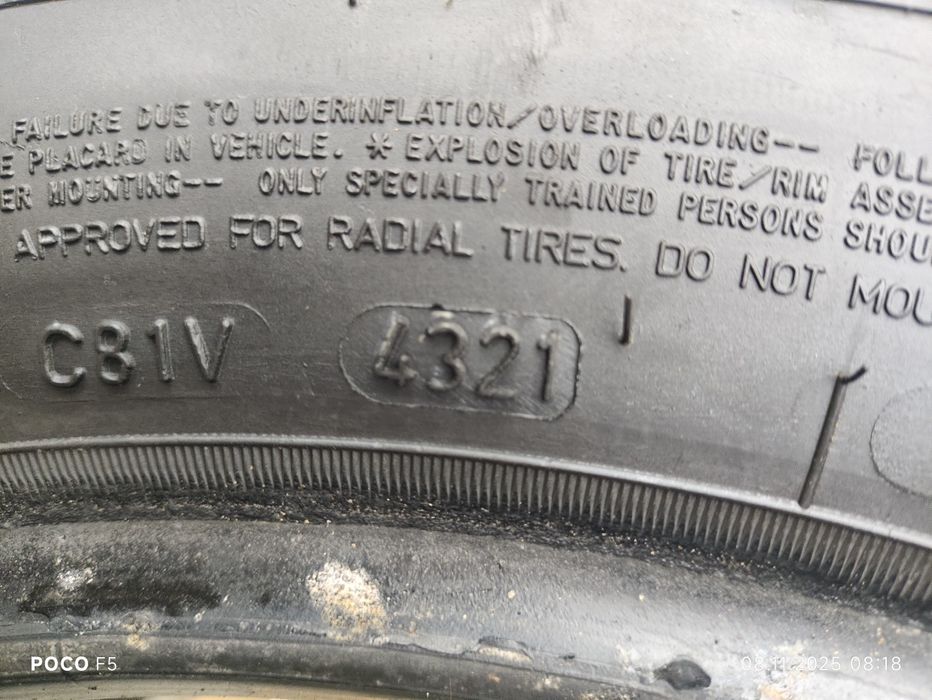 FAILURE DUE TO UNDERINFLATION/OVERLOADING-- FOLL
E PLACARD IN VEHICLE. * EXPLOSION OF TIRE/RIM ASSE
ER MOUNTING-- ONLY SPECIALLY TRAINED PERSONS SHOU
APPROVED FOR RADIAL TIRES. DO NOT MOU
C81V 4321
POCO F5 08.11.2025 08:18